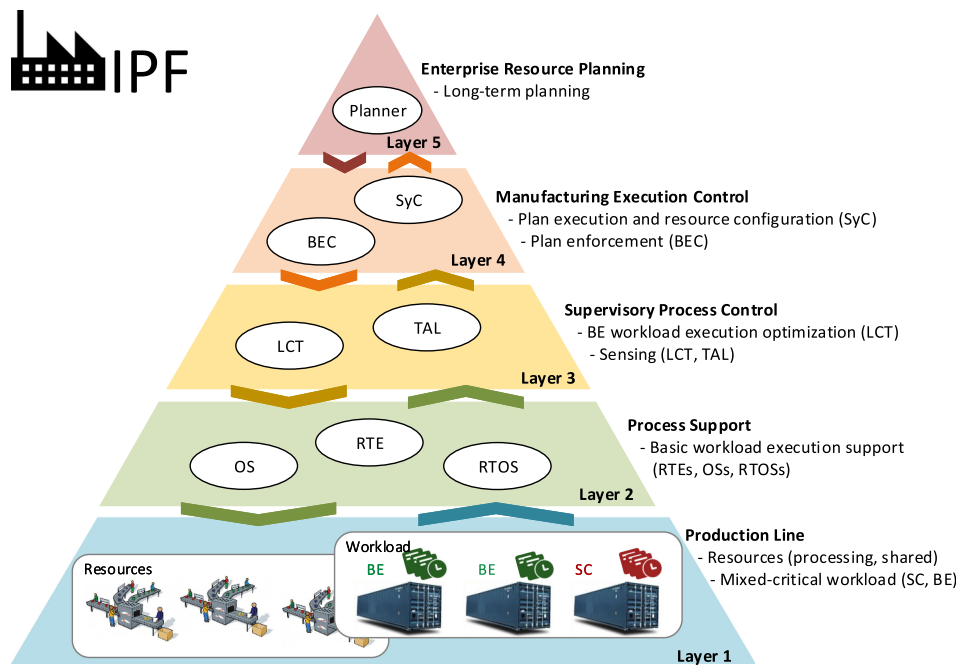 IPF
Enterprise Resource Planning
- Long-term planning
Planner
Layer 5
Manufacturing Execution Control
- Plan execution and resource configuration (SyC)
- Plan enforcement (BEC)
SyC
BEC
Layer 4
Supervisory Process Control
- BE workload execution optimization (LCT)
- Sensing (LCT, TAL)
TAL
LCT
Layer 3
Process Support
- Basic workload execution support
(RTEs, OSs, RTOSs)
RTE
OS
RTOS
Layer 2
Production Line
- Resources (processing, shared)
- Mixed-critical workload (SC, BE)
Resources
Workload
BE
BE
SC
Layer 1